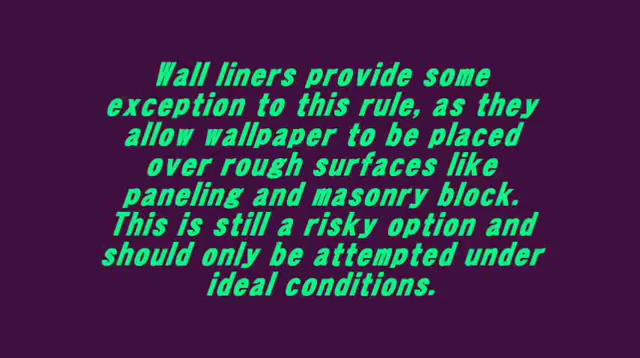 Wall liners provide some
exception to this rule, as they
allow wallpaper to be placed
over rough surfaces like
paneling and masonry block.
This is still a risky option and
should only be attempted under
ideal conditions.